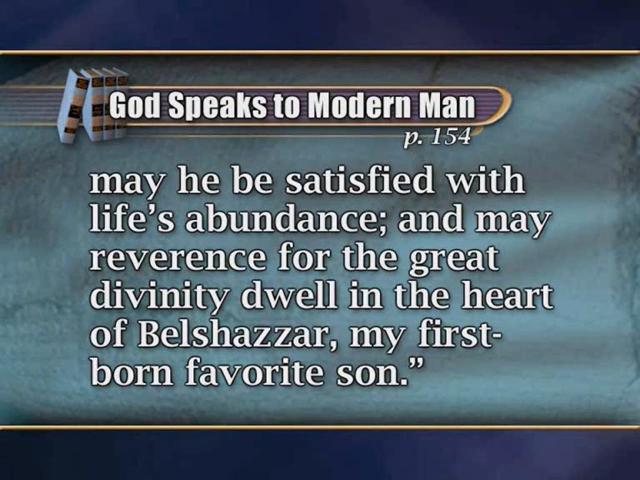 God Speaks to Modern Man
p. 154
may he be satisfied with
life's abundance; and may
reverence for the great
divinity dwell in the heart
of Belshazzar, my first-
born favorite son.”